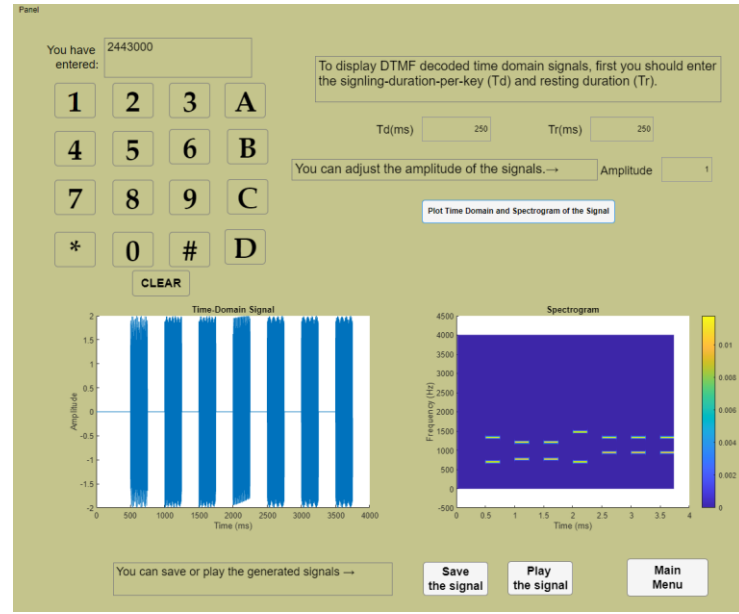 Panel
You have
entered:
2443000
To display DTMF decoded time domain signals, first you should enter
the signling-duration-per-key (Td) and resting duration (Tr).
1 2 3 A
4 5 6 B
7 8 9 C
* 0 # D
CLEAR
Td(ms) 250 Tr(ms) 250
You can adjust the amplitude of the signals.→ Amplitude 1
Plot Time Domain and Spectrogram of the Signal
Time-Domain Signal
2
1.5
1
0.5
0
-0.5
-1
-1.5
-2
Amplitude
0 500 1000 1500 2000 2500 3000 3500 4000
Time (ms)
Spectrogram
4500
4000
3500
3000
2500
2000
1500
1000
500
0
-500
Frequency (Hz)
0 0.5 1 1.5 2 2.5 3 3.5 4
Time (ms)
0.01
0.008
0.006
0.004
0.002
0
You can save or play the generated signals →
Save
the signal
Play
the signal
Main
Menu